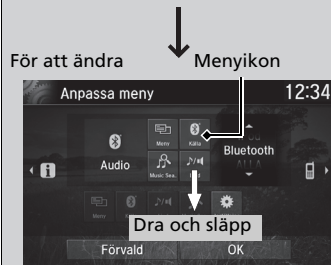 För att ändra Menyikon
Anpassa meny 12:34
Meny Källa
Audio Bluetooth
Music Sea.
Meny
Dra och släpp
Förvald OK